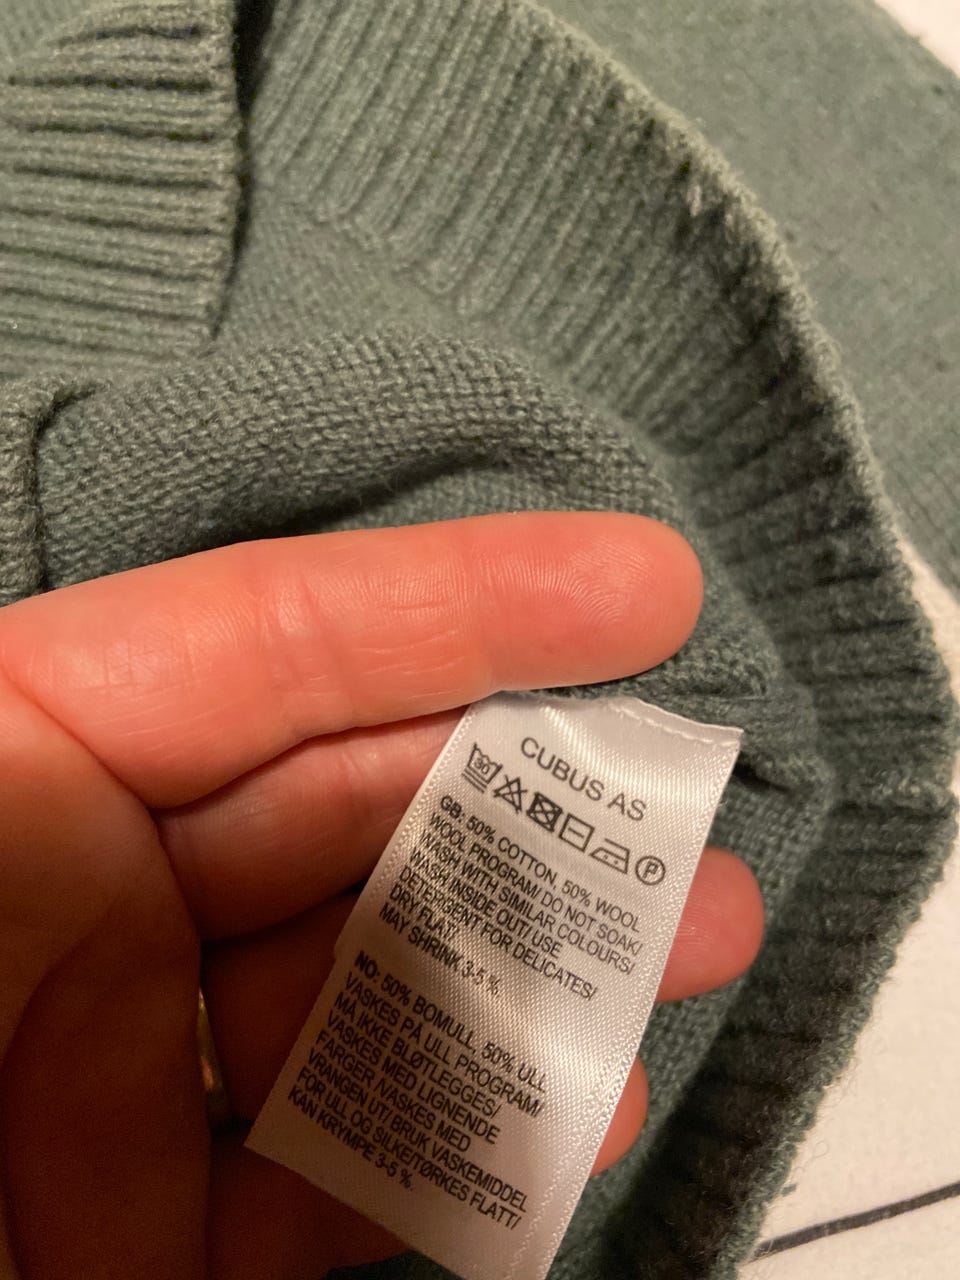 CUBUS AS
30 P
GB: 50% COTTON, 50% WOOL
WOOL PROGRAM/ DO NOT SOAK/
WASH WITH SIMILAR COLOURS/
WASH INSIDE OUT/ USE
DETERGENT FOR DELICATES/
DRY FLAT.
MAY SHRINK 3-5 %.
NO: 50% BOMULL, 50% ULL
VASKES PÅ ULL PROGRAM/
MÅ IKKE BLØTLEGGES/
VASKES MED LIGNENDE
FARGER /VASKES MED
VRANGEN UT/ BRUK VASKEMIDDEL
FOR ULL OG SILKE/TØRKES FLATT/
KAN KRYMPE 3-5 %.